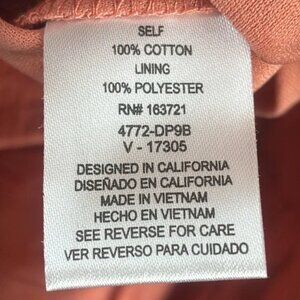 SELF
100% COTTON
LINING
100% POLYESTER
RN# 163721
4772-DP9B
V - 17305
DESIGNED IN CALIFORNIA
DISEÑADO EN CALIFORNIA
MADE IN VIETNAM
HECHO EN VIETNAM
SEE REVERSE FOR CARE
VER REVERSO PARA CUIDADO